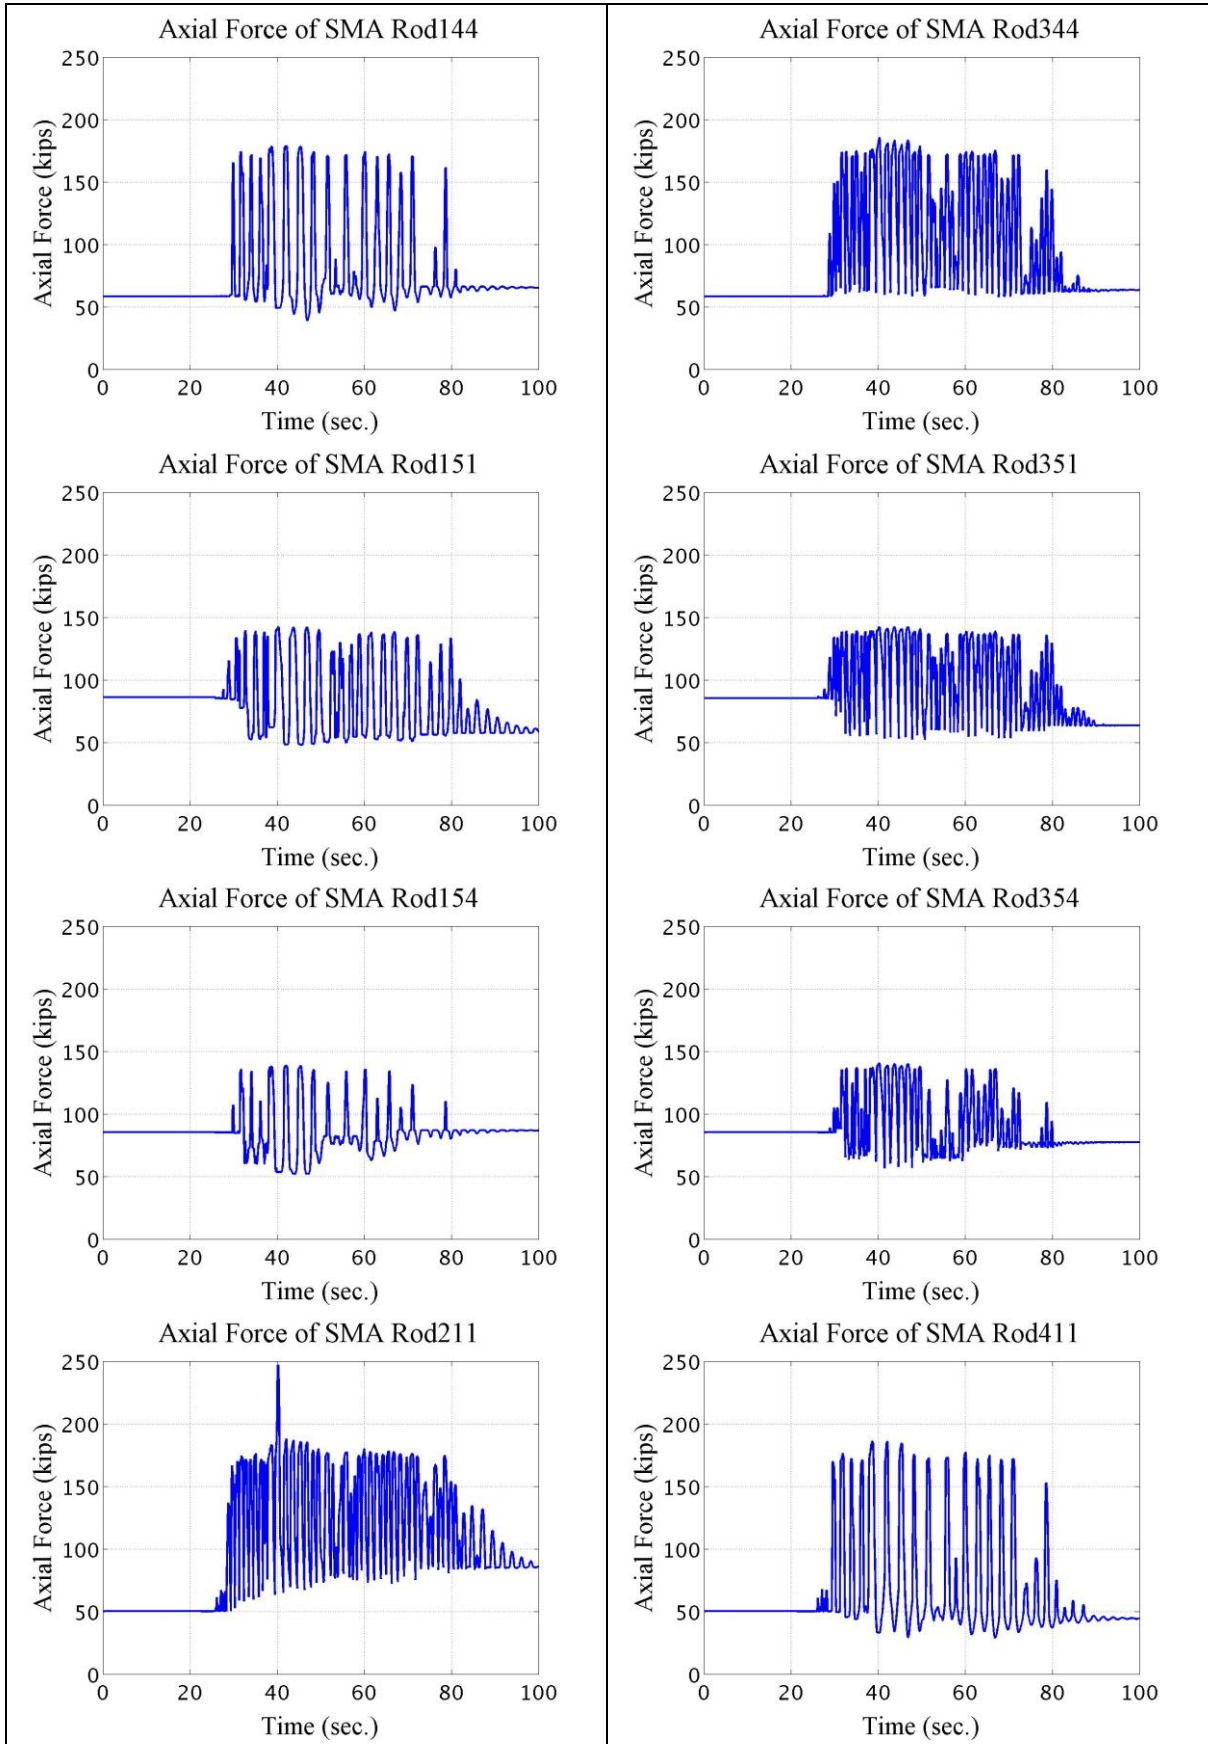 Axial Force of SMA Rod144
Axial Force (kips)
250
200
150
100
50
0
0 20 40 60 80 100
Time (sec.)
Axial Force of SMA Rod344
Axial Force (kips)
250
200
150
100
50
0
0 20 40 60 80 100
Time (sec.)
Axial Force of SMA Rod151
Axial Force (kips)
250
200
150
100
50
0
0 20 40 60 80 100
Time (sec.)
Axial Force of SMA Rod351
Axial Force (kips)
250
200
150
100
50
0
0 20 40 60 80 100
Time (sec.)
Axial Force of SMA Rod154
Axial Force (kips)
250
200
150
100
50
0
0 20 40 60 80 100
Time (sec.)
Axial Force of SMA Rod354
Axial Force (kips)
250
200
150
100
50
0
0 20 40 60 80 100
Time (sec.)
Axial Force of SMA Rod211
Axial Force (kips)
250
200
150
100
50
0
0 20 40 60 80 100
Time (sec.)
Axial Force of SMA Rod411
Axial Force (kips)
250
200
150
100
50
0
0 20 40 60 80 100
Time (sec.)